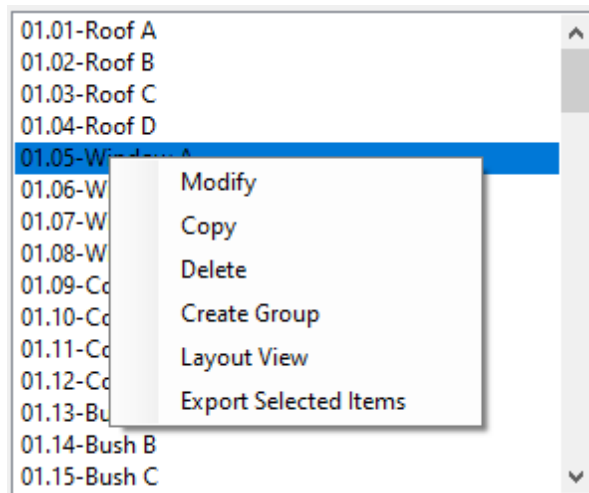 01.01-Roof A
01.02-Roof B
01.03-Roof C
01.04-Roof D
01.05-Window A
01.06-W
01.07-W
01.08-W
01.09-Co
01.10-Co
01.11-Co
01.12-Co
01.13-Bu
01.14-Bush B
01.15-Bush C
Modify
Copy
Delete
Create Group
Layout View
Export Selected Items